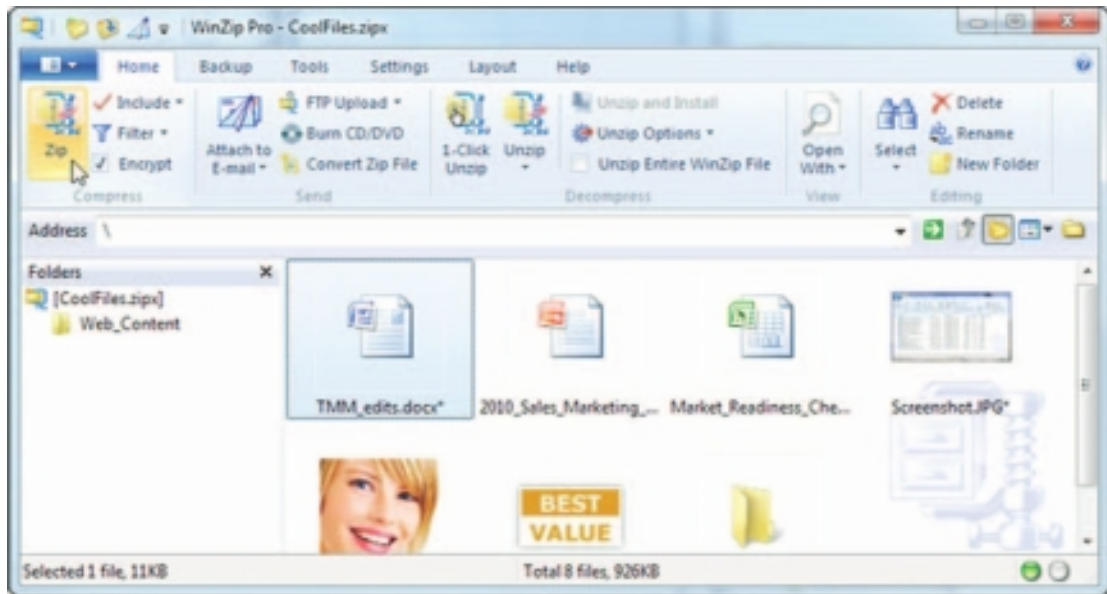 WinZip Pro - CoolFiles.zipx
Home Backup Tools Settings Layout Help
Zip
Include
Filter
Encrypt
Compress
Attach to
E-mail
FTP Upload
Burn CD/DVD
Convert Zip File
Send
1-Click
Unzip
Unzip
Unzip and Install
Unzip Options
Unzip Entire WinZip File
Decompress
Open
With
View
Select
Delete
Rename
New Folder
Editing
Address \
Folders
[CoolFiles.zipx]
Web_Content
TMM_edits.docx* 2010_Sales_Marketing_... Market_Readiness_Che... Screenshot.JPG*
BEST
VALUE
Selected 1 file, 11KB Total 8 files, 926KB